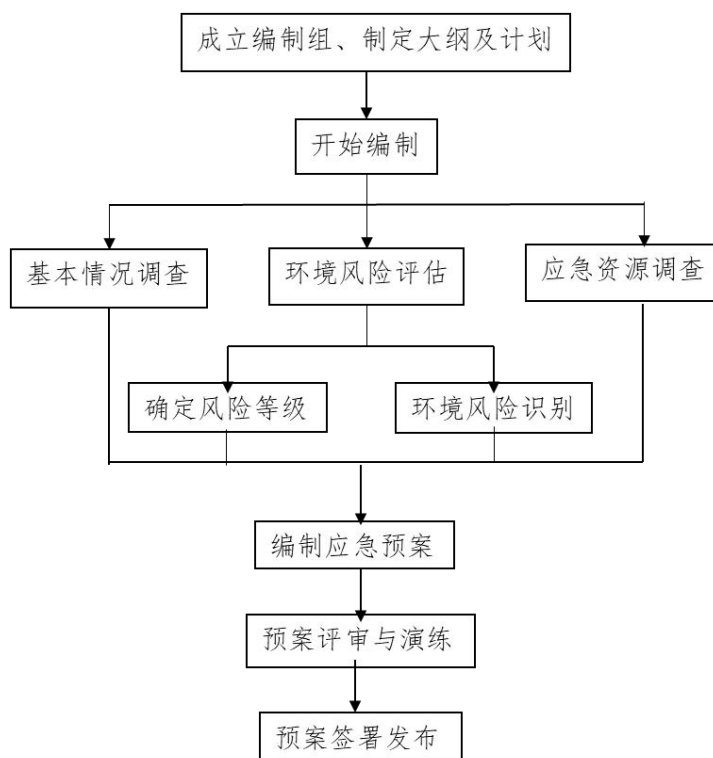 成立编制组、制定大纲及计划
开始编制
基本情况调查
环境风险评估
应急资源调查
确定风险等级
环境风险识别
编制应急预案
预案评审与演练
预案签署发布